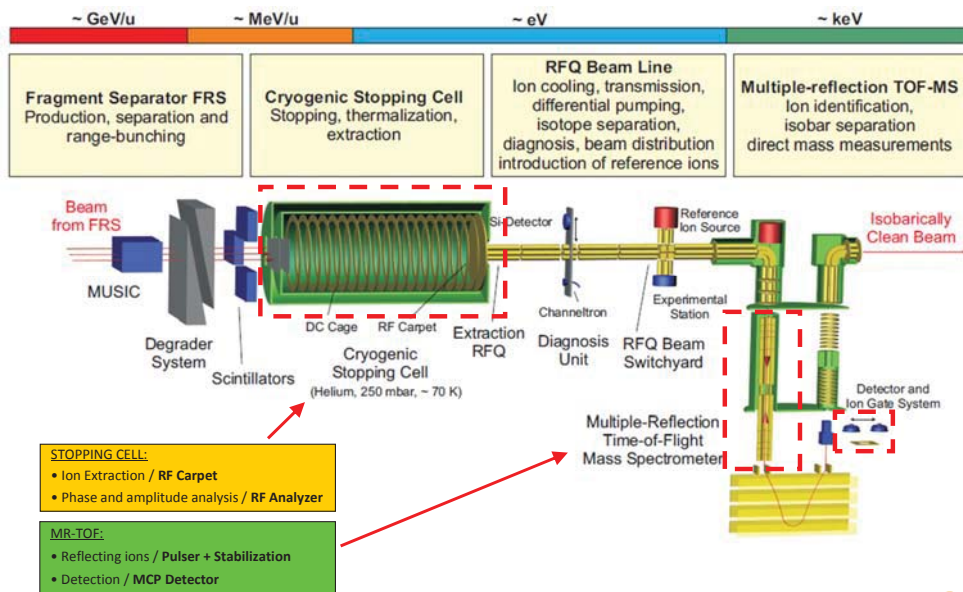 ~ GeV/u
~ MeV/u
~ eV
~ keV
Fragment Separator FRS
Production, separation and
range-bunching
Cryogenic Stopping Cell
Stopping, thermalization,
extraction
RFQ Beam Line
Ion cooling, transmission,
differential pumping,
isotope separation,
diagnosis, beam distribution
introduction of reference ions
Multiple-reflection TOF-MS
Ion identification,
isobar separation
direct mass measurements
Beam
from FRS
MUSIC
Degrader
System
Scintillators
DC Cage
RF Carpet
Cryogenic
Stopping Cell
(Helium, 250 mbar, ~ 70 K)
Extraction
RFQ
Si-Detector
Channeltron
Diagnosis
Unit
Reference
Ion Source
Experimental
Station
RFQ Beam
Switchyard
Isobarically
Clean Beam
Detector and
Ion Gate System
Multiple-Reflection
Time-of-Flight
Mass Spectrometer
STOPPING CELL:
• Ion Extraction / RF Carpet
• Phase and amplitude analysis / RF Analyzer
MR-TOF:
• Reflecting ions / Pulser + Stabilization
• Detection / MCP Detector